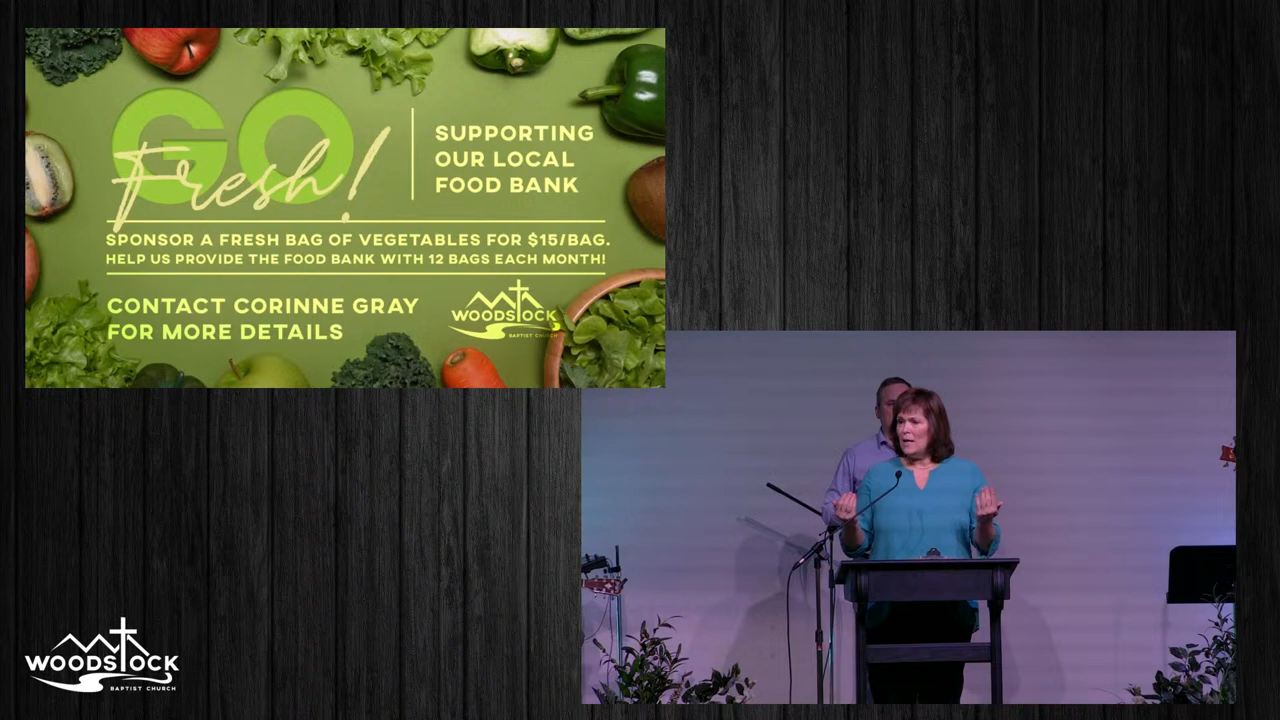 GO
Fresh!
SUPPORTING
OUR LOCAL
FOOD BANK
SPONSOR A FRESH BAG OF VEGETABLES FOR $15/BAG.
HELP US PROVIDE THE FOOD BANK WITH 12 BAGS EACH MONTH!
CONTACT CORINNE GRAY
FOR MORE DETAILS
WOODSTOCK
BAPTIST CHURCH
WOODSTOCK
BAPTIST CHURCH